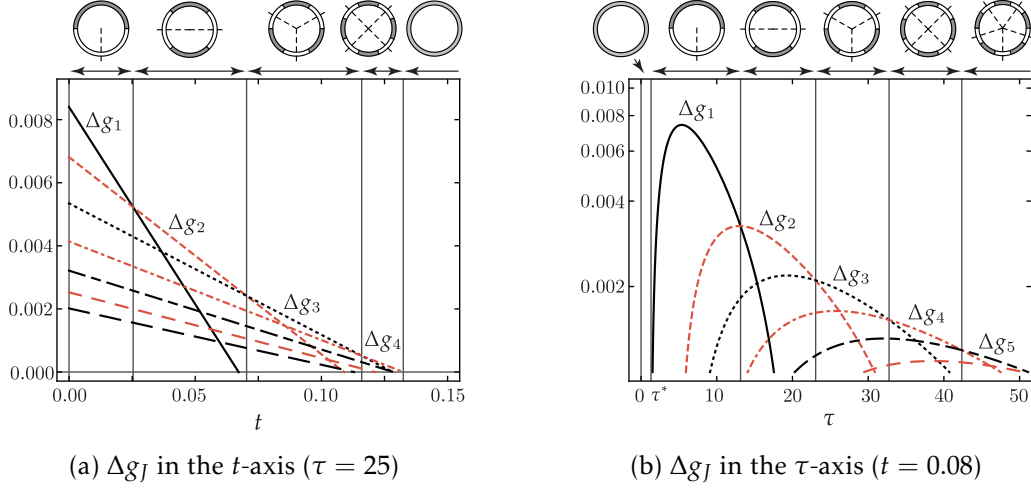 0.008
0.006
0.004
0.002
0.000
Δg₁
Δg₂
Δg₃
Δg₄
0.00
0.05
0.10
0.15
t
(a) Δg_J in the t-axis (τ = 25)
0.010
0.008
0.006
0.004
0.002
Δg₁
Δg₂
Δg₃
Δg₄
Δg₅
0
τ*
10
20
30
40
50
τ
(b) Δg_J in the τ-axis (t = 0.08)